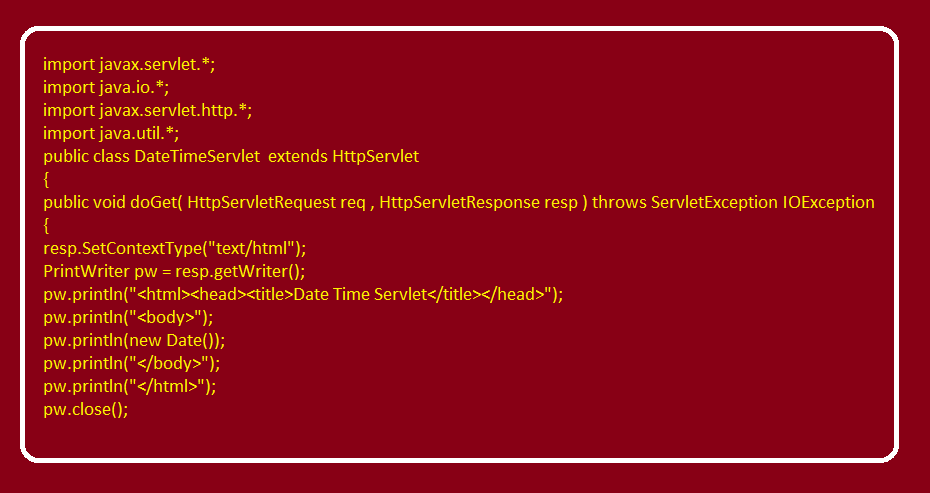 import javax.servlet.*;
import java.io.*;
import javax.servlet.http.*;
import java.util.*;
public class DateTimeServlet  extends HttpServlet
{
public void doGet( HttpServletRequest req , HttpServletResponse resp ) throws ServletException IOException
{
resp.SetContextType("text/html");
PrintWriter pw = resp.getWriter();
pw.println("<html><head><title>Date Time Servlet</title></head>");
pw.println("<body>");
pw.println(new Date());
pw.println("</body>");
pw.println("</html>");
pw.close();